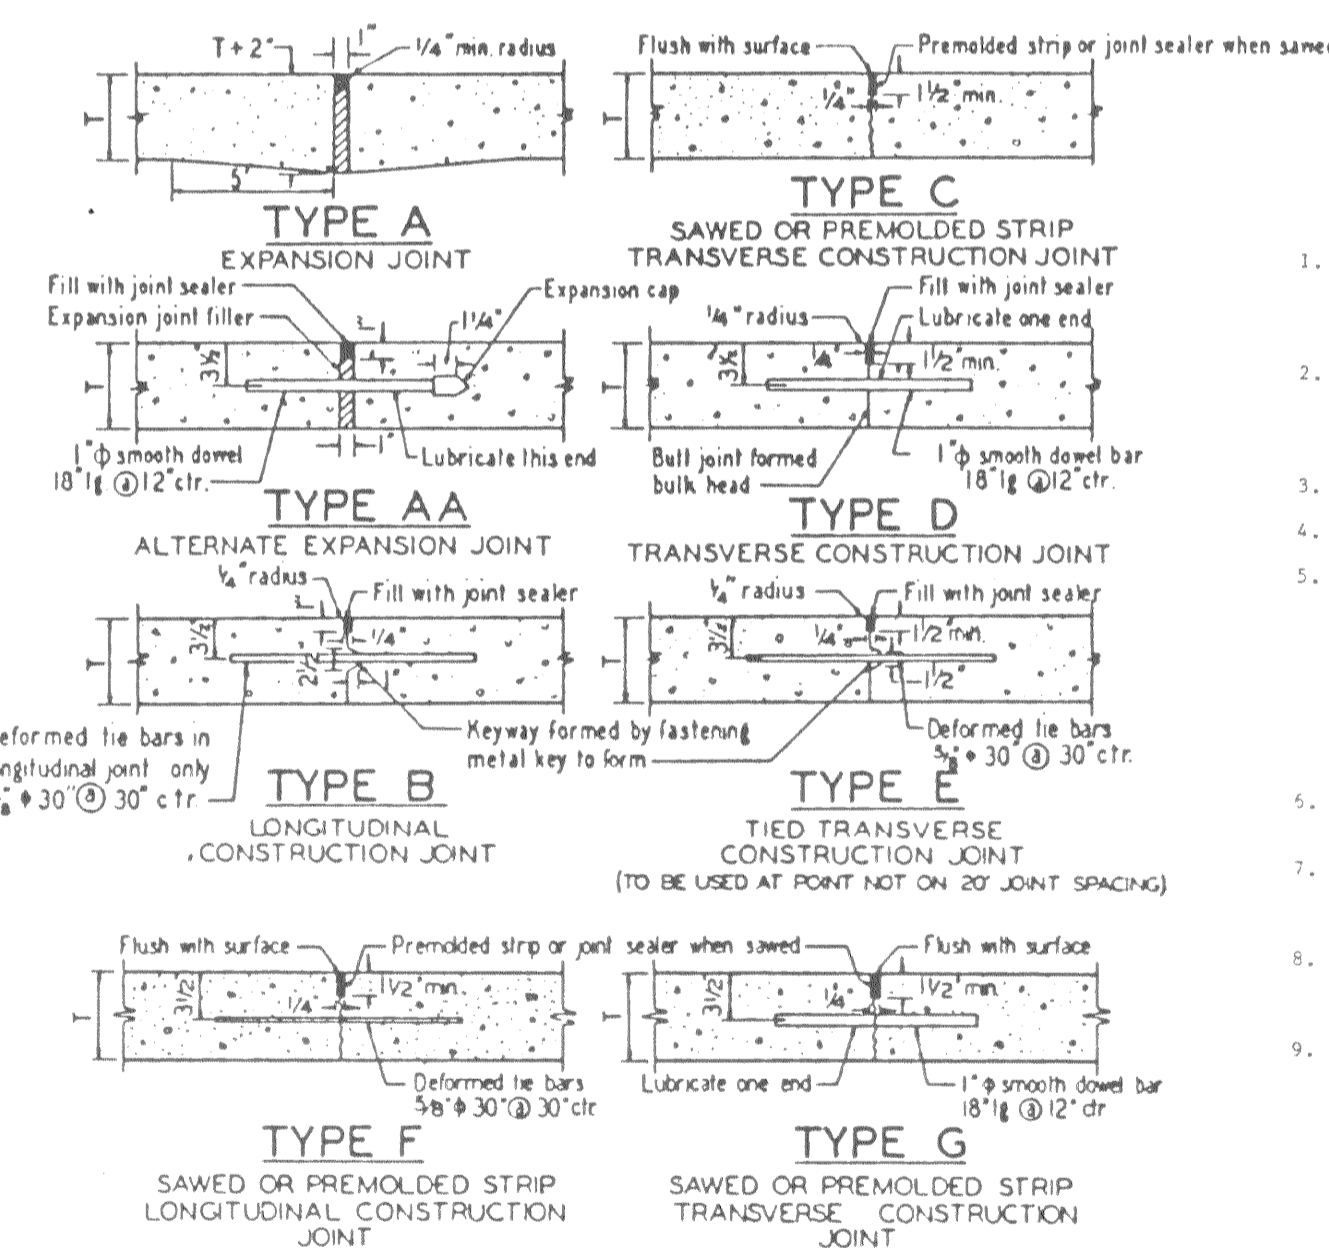 T + 2"
1"
1/4" min. radius
T
5'
TYPE A
EXPANSION JOINT
Flush with surface
Premolded strip or joint sealer when sawed
1/4"
1 1/2" min.
T
TYPE C
SAWED OR PREMOLDED STRIP
TRANSVERSE CONSTRUCTION JOINT
Fill with joint sealer
Expansion joint filler
Expansion cap
1 1/4"
3 1/2
T
1"
1" ϕ smooth dowel
18" lg @ 12" ctr.
Lubricate this end
TYPE AA
ALTERNATE EXPANSION JOINT
Fill with joint sealer
1/4" radius
Lubricate one end
3 1/2
1/4"
1 1/2" min.
T
Butt joint formed
bulk head
1" ϕ smooth dowel bar
18" lg @ 12" ctr.
TYPE D
TRANSVERSE CONSTRUCTION JOINT
1/4" radius
Fill with joint sealer
3 1/2
1/4"
2 1/2"
1"
T
eformed tie bars in
ngitudinal joint only
ϕ 30" @ 30" ctr.
Keyway formed by fastening
metal key to form
TYPE B
LONGITUDINAL
CONSTRUCTION JOINT
1/4" radius
Fill with joint sealer
3 1/2
1/4"
1 1/2" min.
1 1/2"
T
Deformed tie bars
5/8" ϕ 30" @ 30" ctr.
TYPE E
TIED TRANSVERSE
CONSTRUCTION JOINT
(TO BE USED AT POINT NOT ON 20' JOINT SPACING)
Flush with surface
Premolded strip or joint sealer when sawed
Flush with surface
3 1/2
1/4"
1 1/2" min.
T
Deformed tie bars
5/8" ϕ 30" @ 30" ctr
TYPE F
SAWED OR PREMOLDED STRIP
LONGITUDINAL CONSTRUCTION
JOINT
3 1/2
1/4
1 1/2" min.
T
Lubricate one end
1" ϕ smooth dowel bar
18" lg @ 12" ctr
TYPE G
SAWED OR PREMOLDED STRIP
TRANSVERSE CONSTRUCTION
JOINT
1.
2.
3.
4.
5.
6.
7.
8.
9.